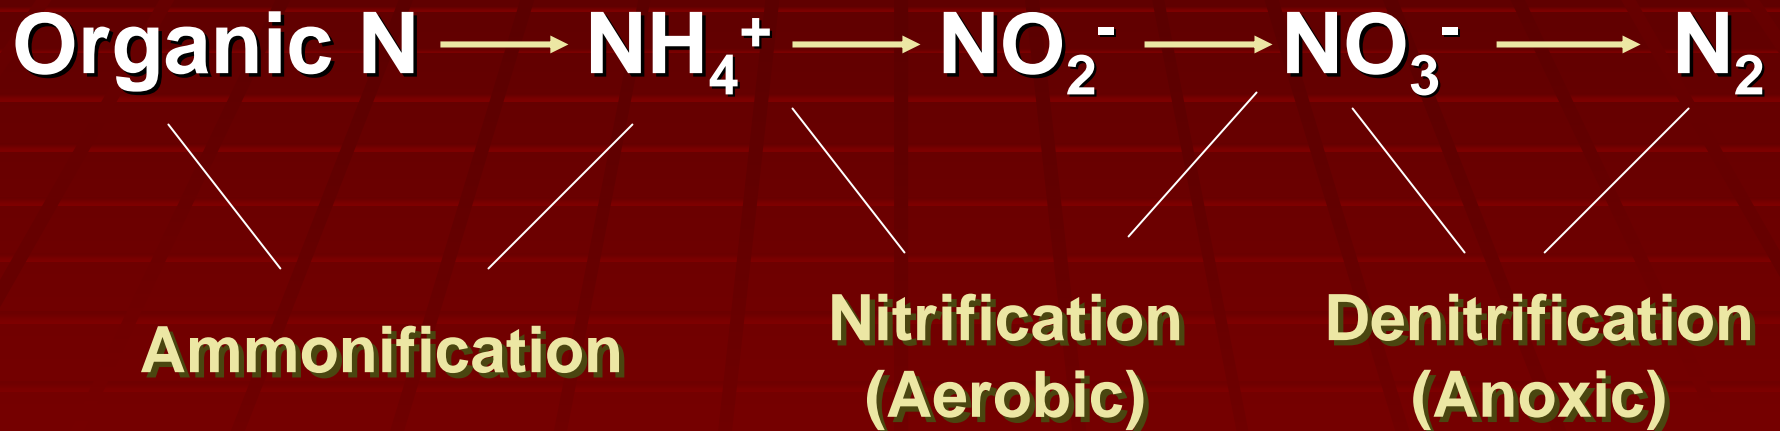 Organic N → NH₄⁺ → NO₂⁻ → NO₃⁻ → N₂
Ammonification
Nitrification
(Aerobic)
Denitrification
(Anoxic)